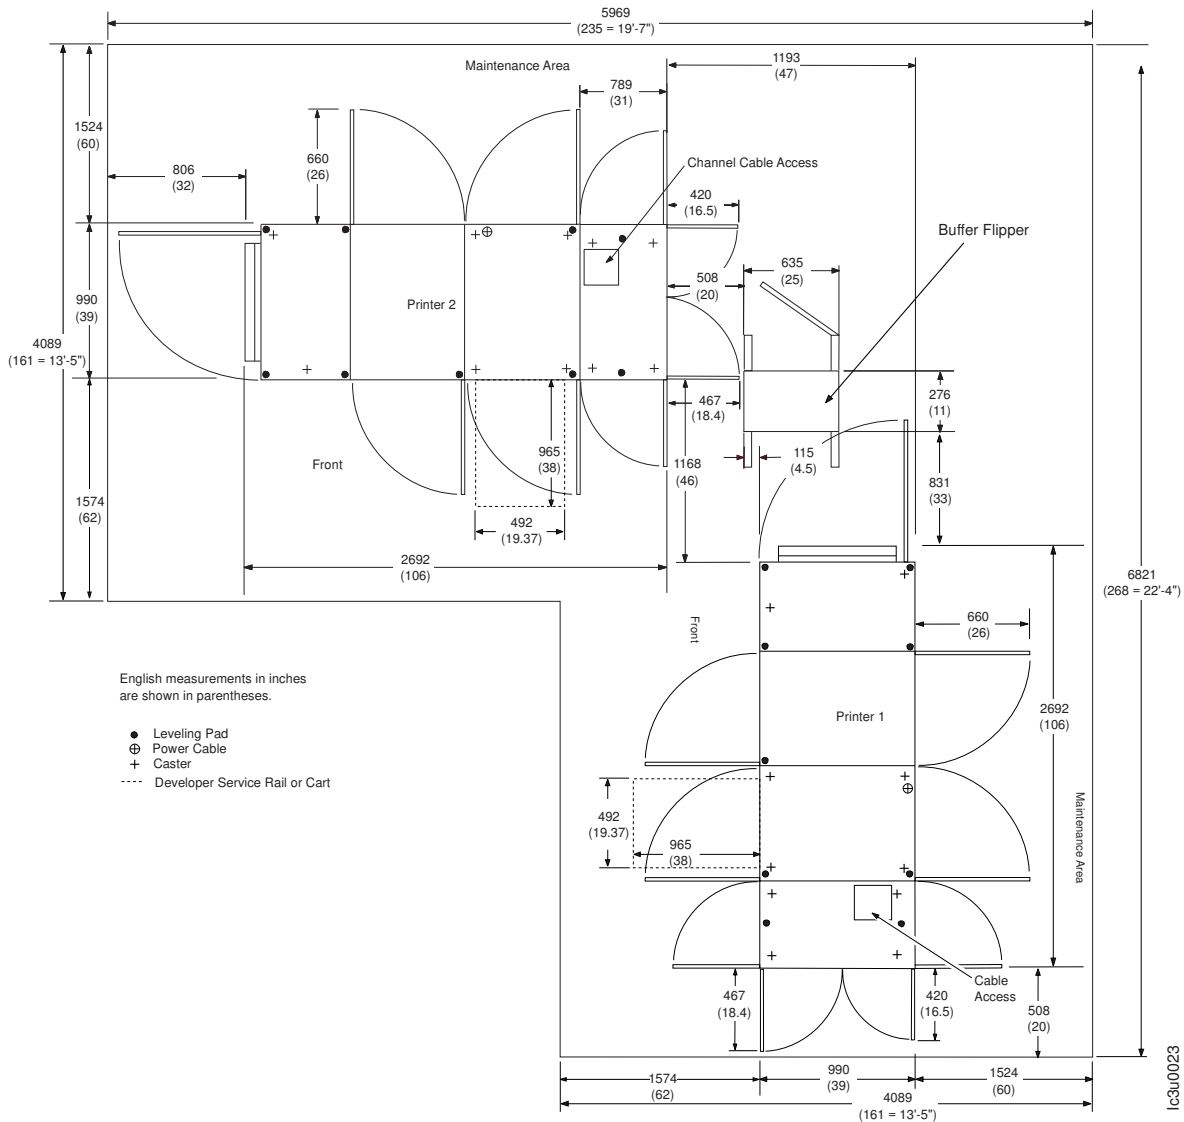 5969
(235 = 19'-7")
Maintenance Area
1193
(47)
789
(31)
1524
(60)
660
(26)
Channel Cable Access
806
(32)
420
(16.5)
Buffer Flipper
635
(25)
508
(20)
990
(39)
Printer 2
4089
(161 = 13'-5")
276
(11)
467
(18.4)
Front
965
(38)
1168
(46)
115
(4.5)
831
(33)
1574
(62)
492
(19.37)
2692
(106)
6821
(268 = 22'-4")
Front
660
(26)
English measurements in inches
are shown in parentheses.
Leveling Pad
Power Cable
Caster
Developer Service Rail or Cart
Printer 1
2692
(106)
492
(19.37)
965
(38)
Maintenance Area
Cable
Access
467
(18.4)
420
(16.5)
508
(20)
1574
(62)
990
(39)
1524
(60)
4089
(161 = 13'-5")
lc3u0023